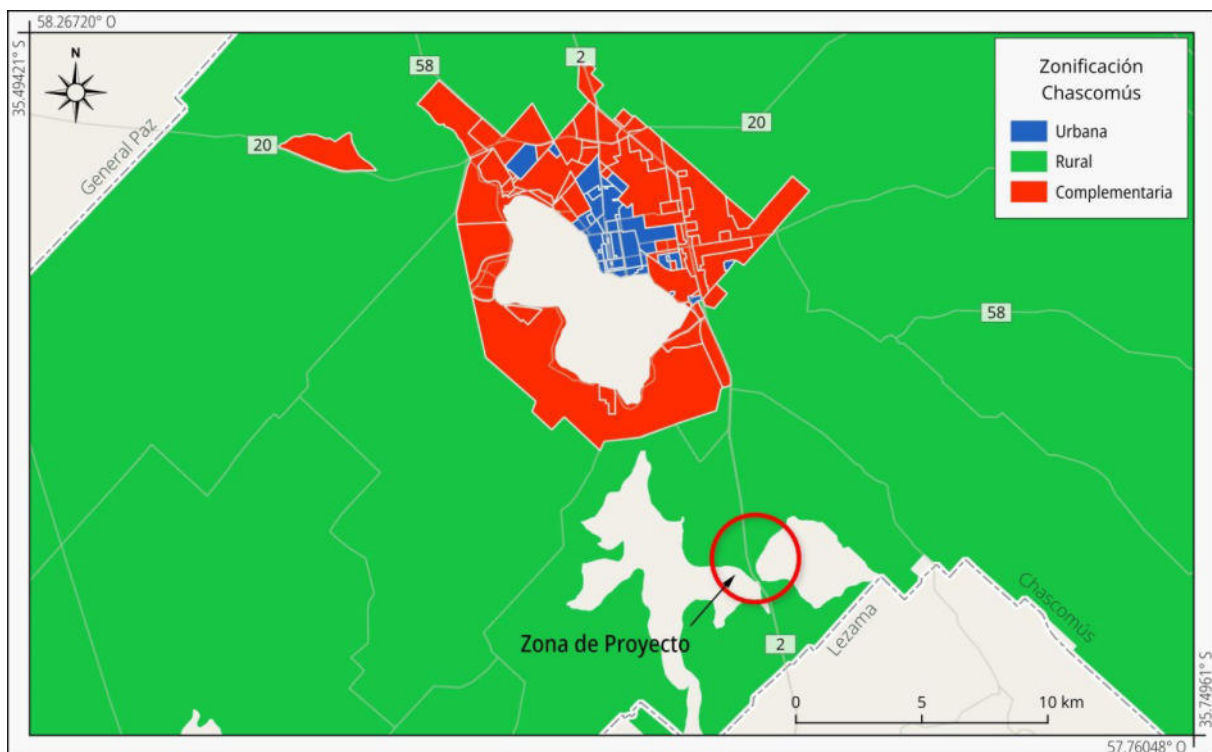 58.26720° O
35.49421° S
N
General Paz
20
58
2
20
58
Zonificación
Chascomús
Urbana
Rural
Complementaria
Zona de Proyecto
2
Lezama
Chascomús
0 5 10 km
35.74961° S
57.76048° O